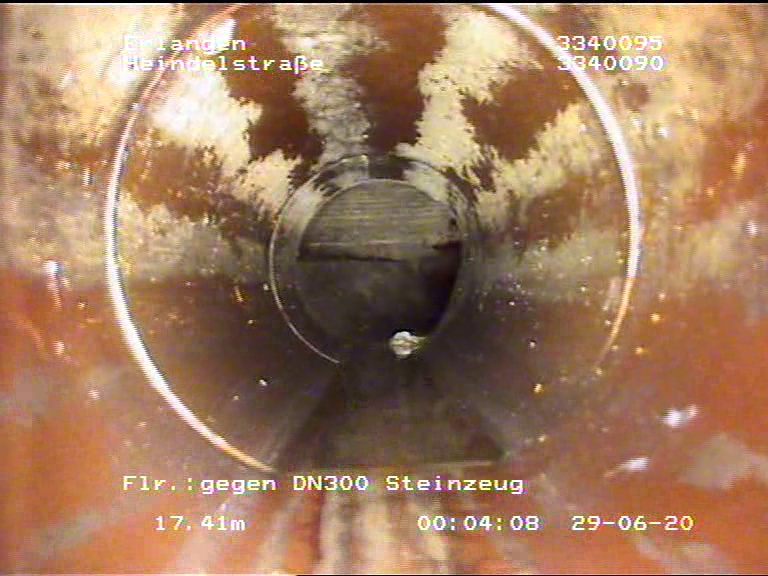 Erlangen 3340095
Heindelstraße 3340090
Flr.:gegen DN300 Steinzeug
17.41m 00:04:08 29-06-20